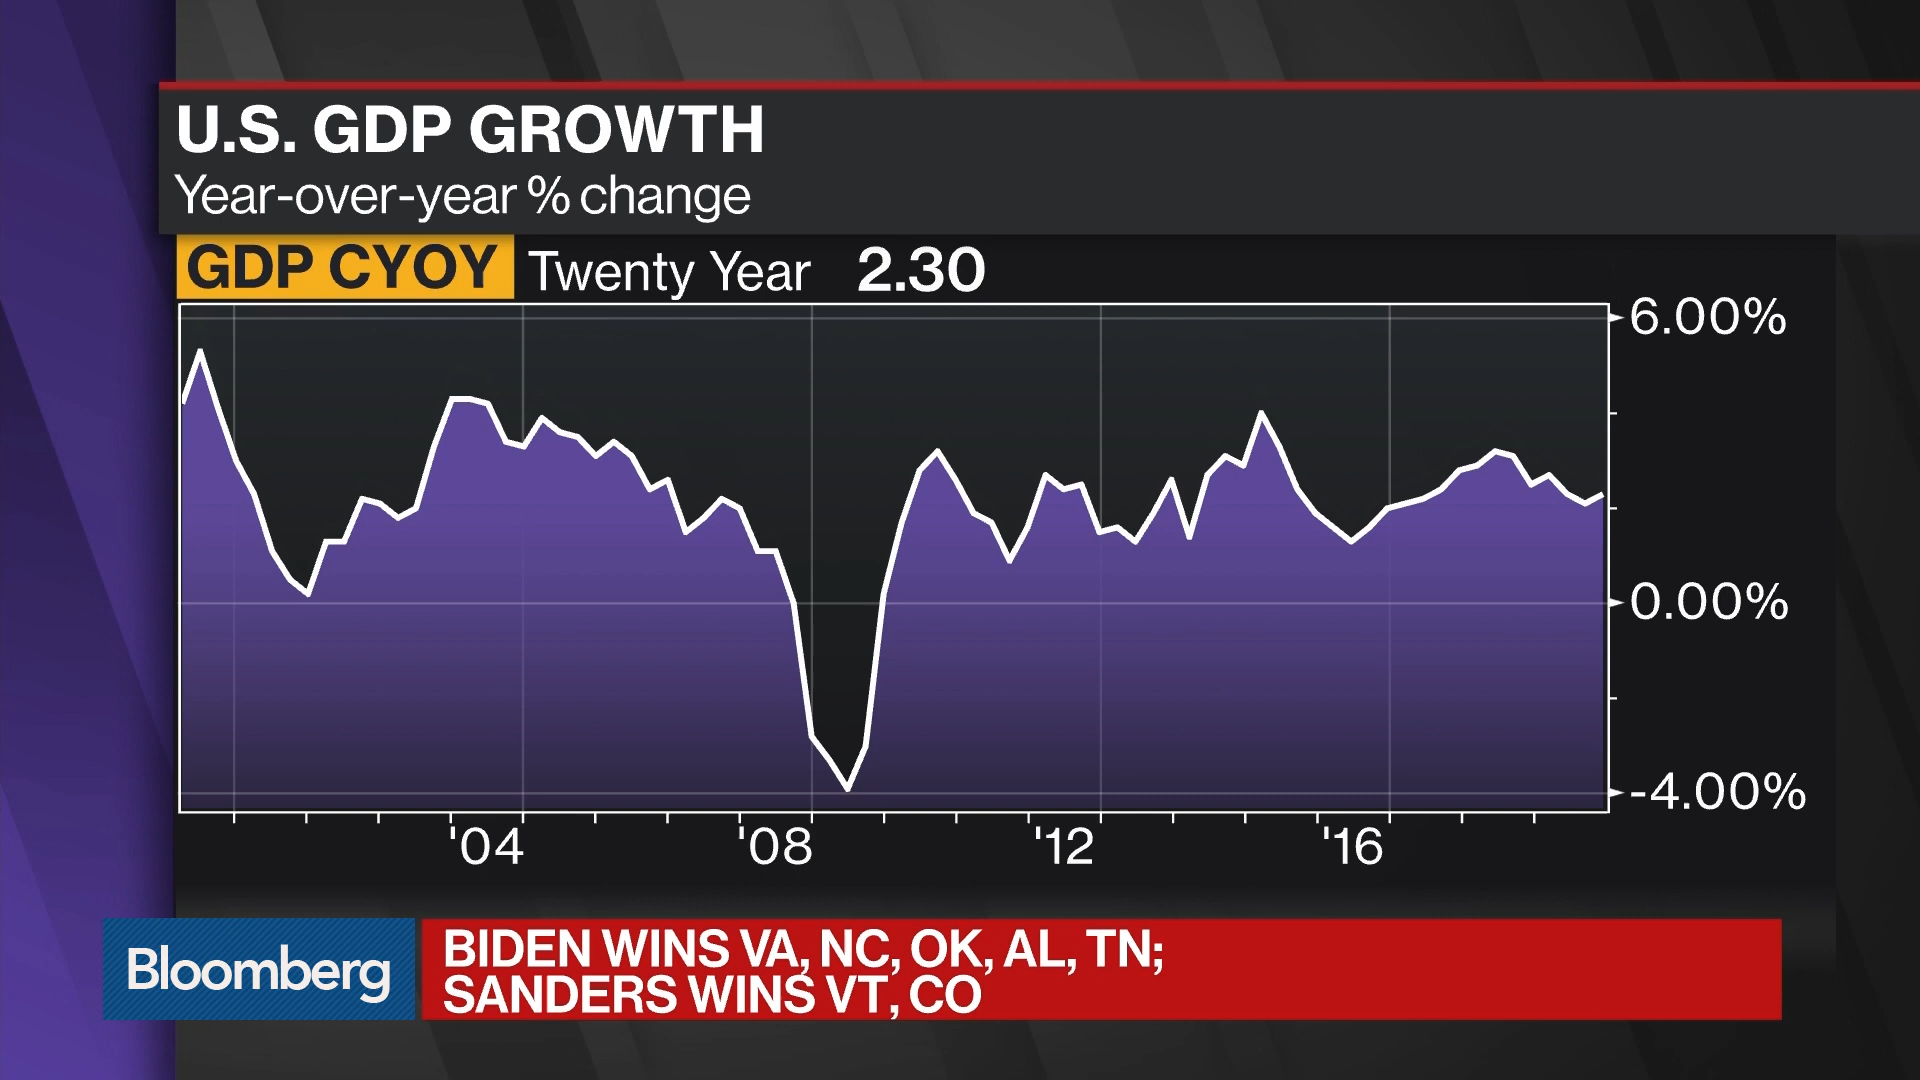 U.S. GDP GROWTH
Year-over-year % change
GDP CYOY Twenty Year 2.30
6.00%
0.00%
-4.00%
'04 '08 '12 '16
Bloomberg
BIDEN WINS VA, NC, OK, AL, TN;
SANDERS WINS VT, CO